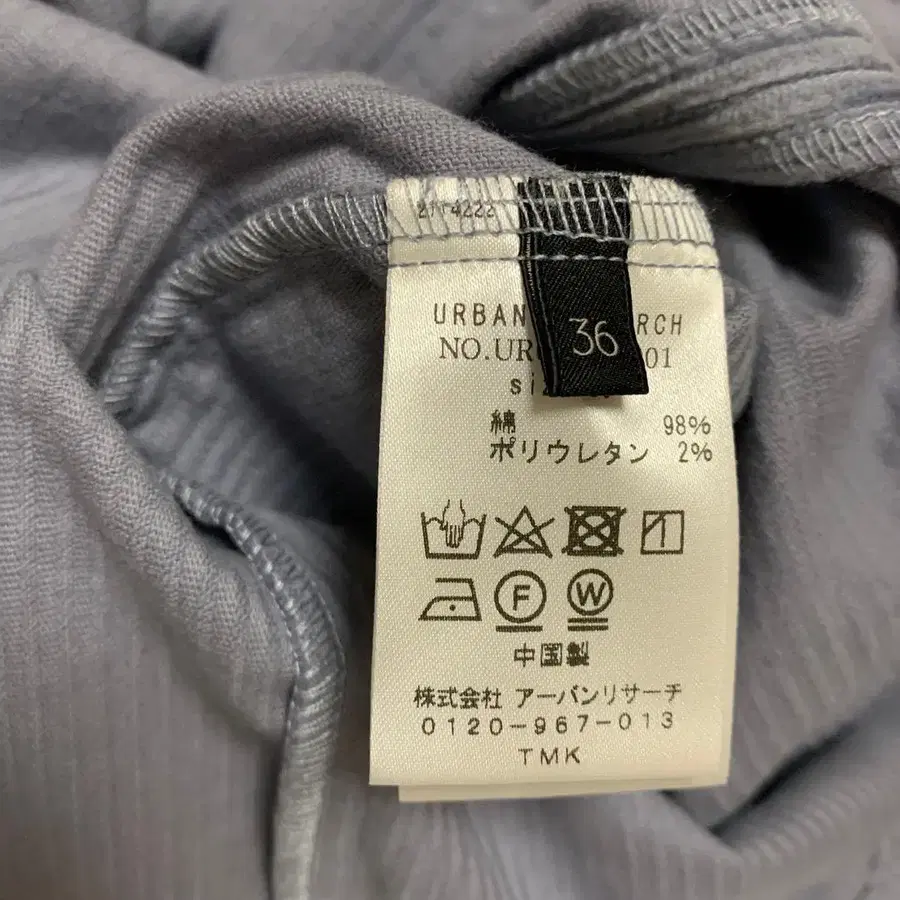 2114222
URBAN RCH
36
NO.UR 01
綿 98%
ポリウレタン 2%
F W
中国製
株式会社 アーバンリサーチ
0120-967-013
TMK